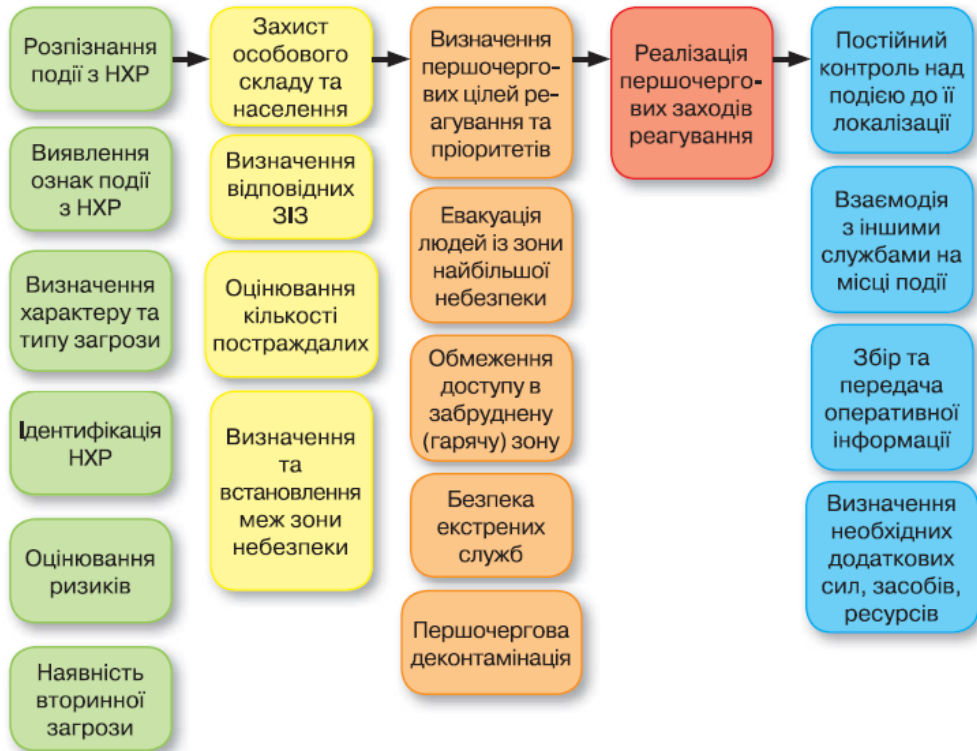 Розпізнання
події з НХР
Виявлення
ознак події
з НХР
Визначення
характеру та
типу загрози
Ідентифікація
НХР
Оцінювання
ризиків
Наявність
вторинної
загрози
Захист
особового
складу та
населення
Визначення
відповідних
ЗІЗ
Оцінювання
кількості
постраждалих
Визначення
та
встановлення
меж зони
небезпеки
Визначення
першочерго-
вих цілей ре-
агування та
пріоритетів
Евакуація
людей із зони
найбільшої
небезпеки
Обмеження
доступу в
забруднену
(гарячу) зону
Безпека
екстрених
служб
Першочергова
деконтамінація
Реалізація
першочерго-
вих заходів
реагування
Постійний
контроль над
подією до її
локалізації
Взаємодія
з іншими
службами на
місці події
Збір та
передача
оперативної
інформації
Визначення
необхідних
додаткових
сил, засобів,
ресурсів